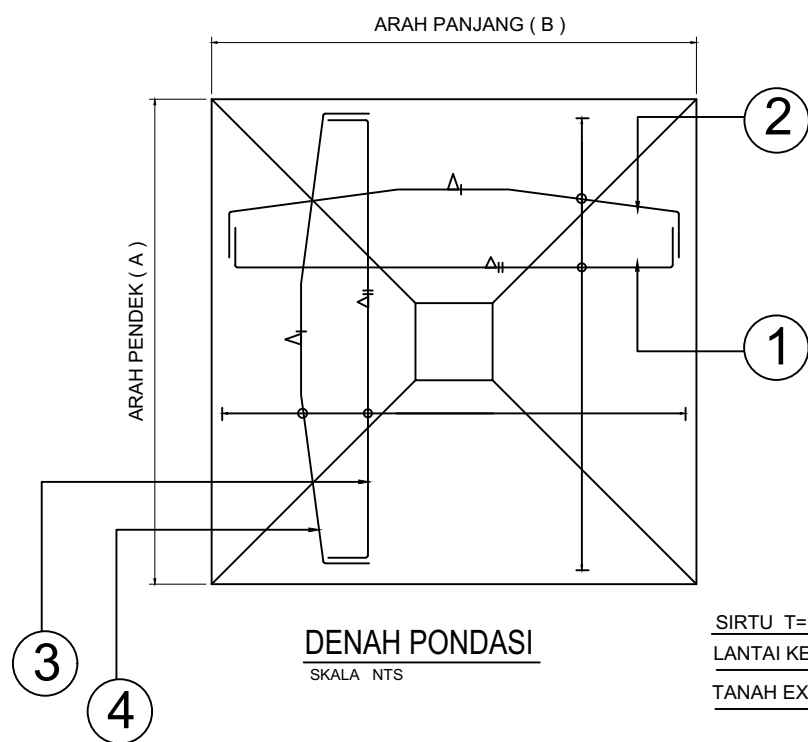 ARAH PANJANG ( B )
2
ARAH PENDEK ( A )
1
DENAH PONDASI
SKALA NTS
3
4
SIRTU T=
LANTAI KE
TANAH EX